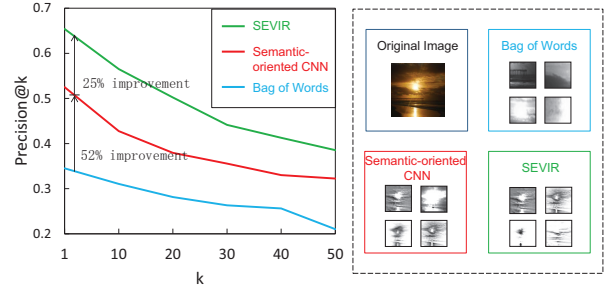 0.7
0.6
0.5
0.4
0.3
0.2
Precision@k
1
10
20
30
40
50
k
SEVIR
Semantic-
oriented CNN
Bag of Words
25% improvement
52% improvement
Original Image
Bag of Words
Semantic-oriented
CNN
SEVIR